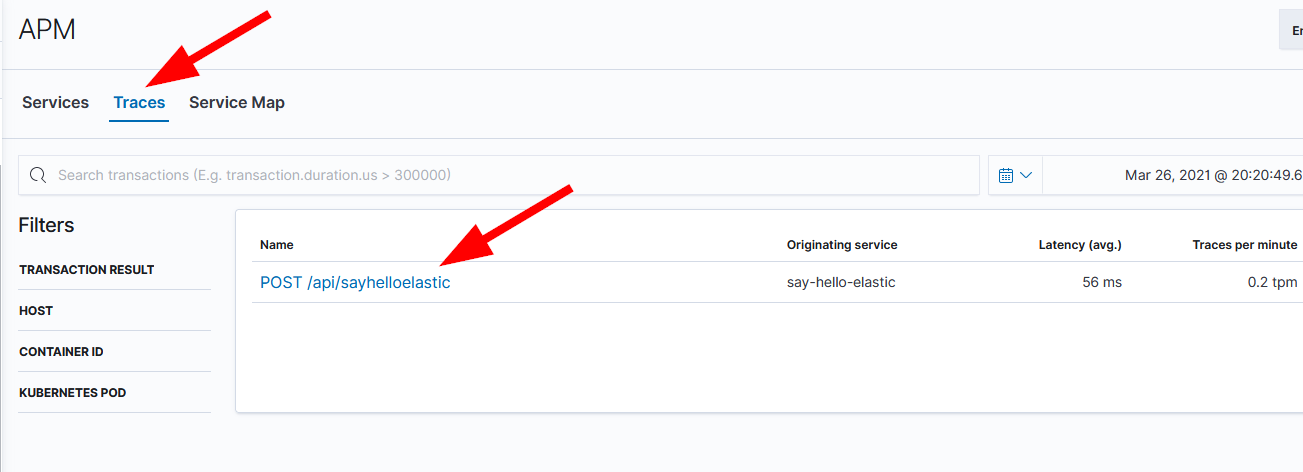 APM
En
Services Traces Service Map
Search transactions (E.g. transaction.duration.us > 300000)
Mar 26, 2021 @ 20:20:49.6
Filters
Name Originating service Latency (avg.) Traces per minute
TRANSACTION RESULT
POST /api/sayhelloelastic say-hello-elastic 56 ms 0.2 tpm
HOST
CONTAINER ID
KUBERNETES POD